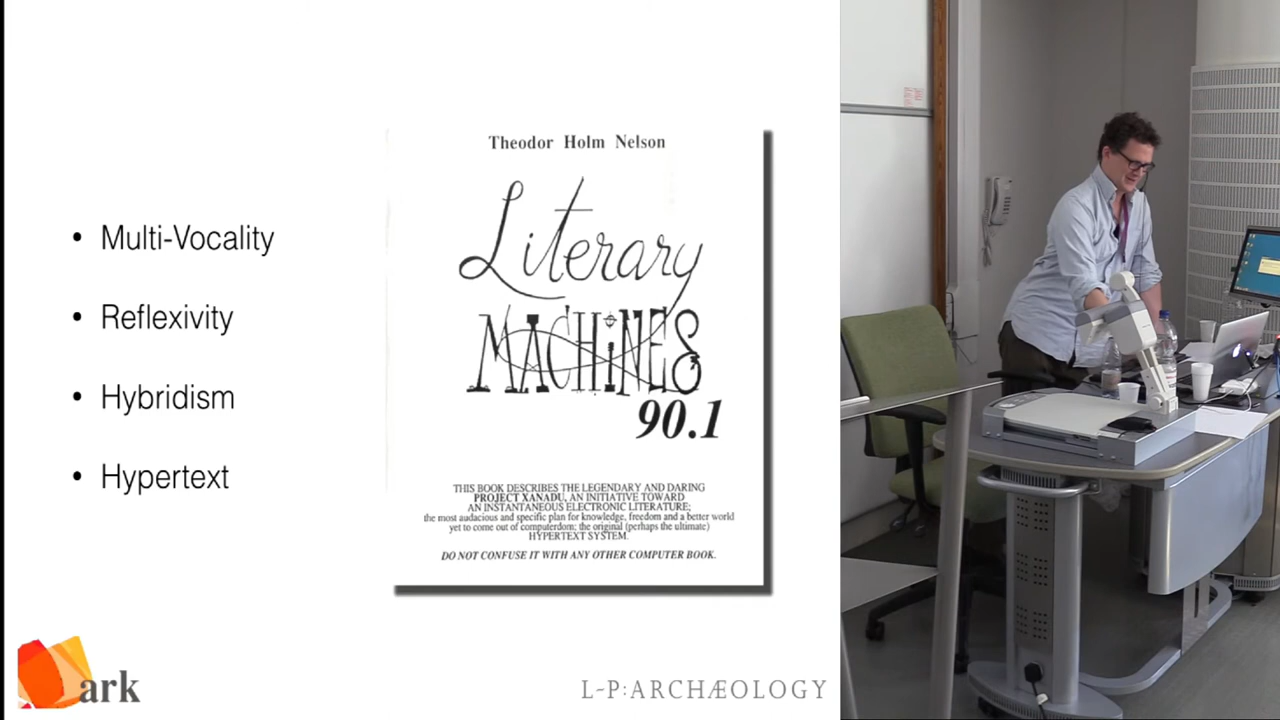 • Multi-Vocality
• Reflexivity
• Hybridism
• Hypertext
Theodor Holm Nelson
Literary
MACHiNES
90.1
THIS BOOK DESCRIBES THE LEGENDARY AND DARING
PROJECT XANADU, AN INITIATIVE TOWARD
AN INSTANTANEOUS ELECTRONIC LITERATURE;
the most audacious and specific plan for knowledge, freedom and a better world
yet to come out of computerdom; the original (perhaps the ultimate)
HYPERTEXT SYSTEM.
DO NOT CONFUSE IT WITH ANY OTHER COMPUTER BOOK.
ark
L-P:ARCHÆOLOGY